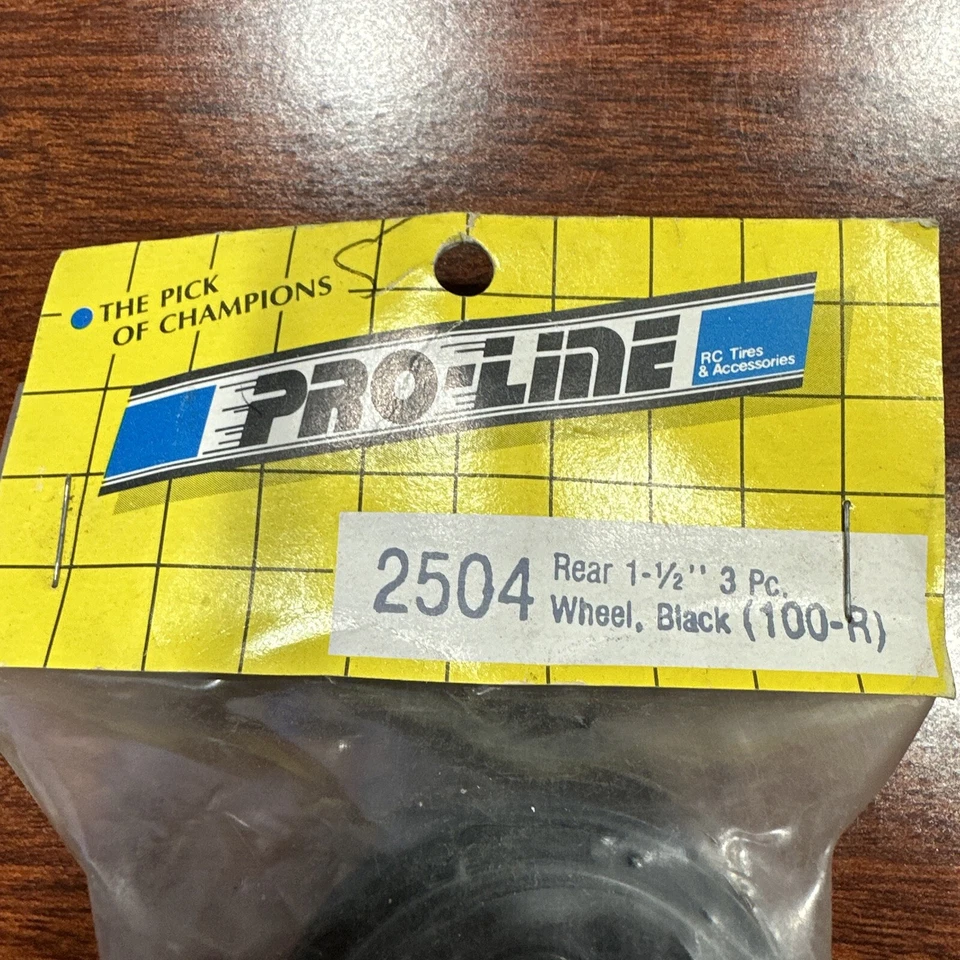 THE PICK
OF CHAMPIONS
PRO-LINE
RC Tires
& Accessories
2504
Rear 1-½" 3 Pc.
Wheel, Black (100-R)